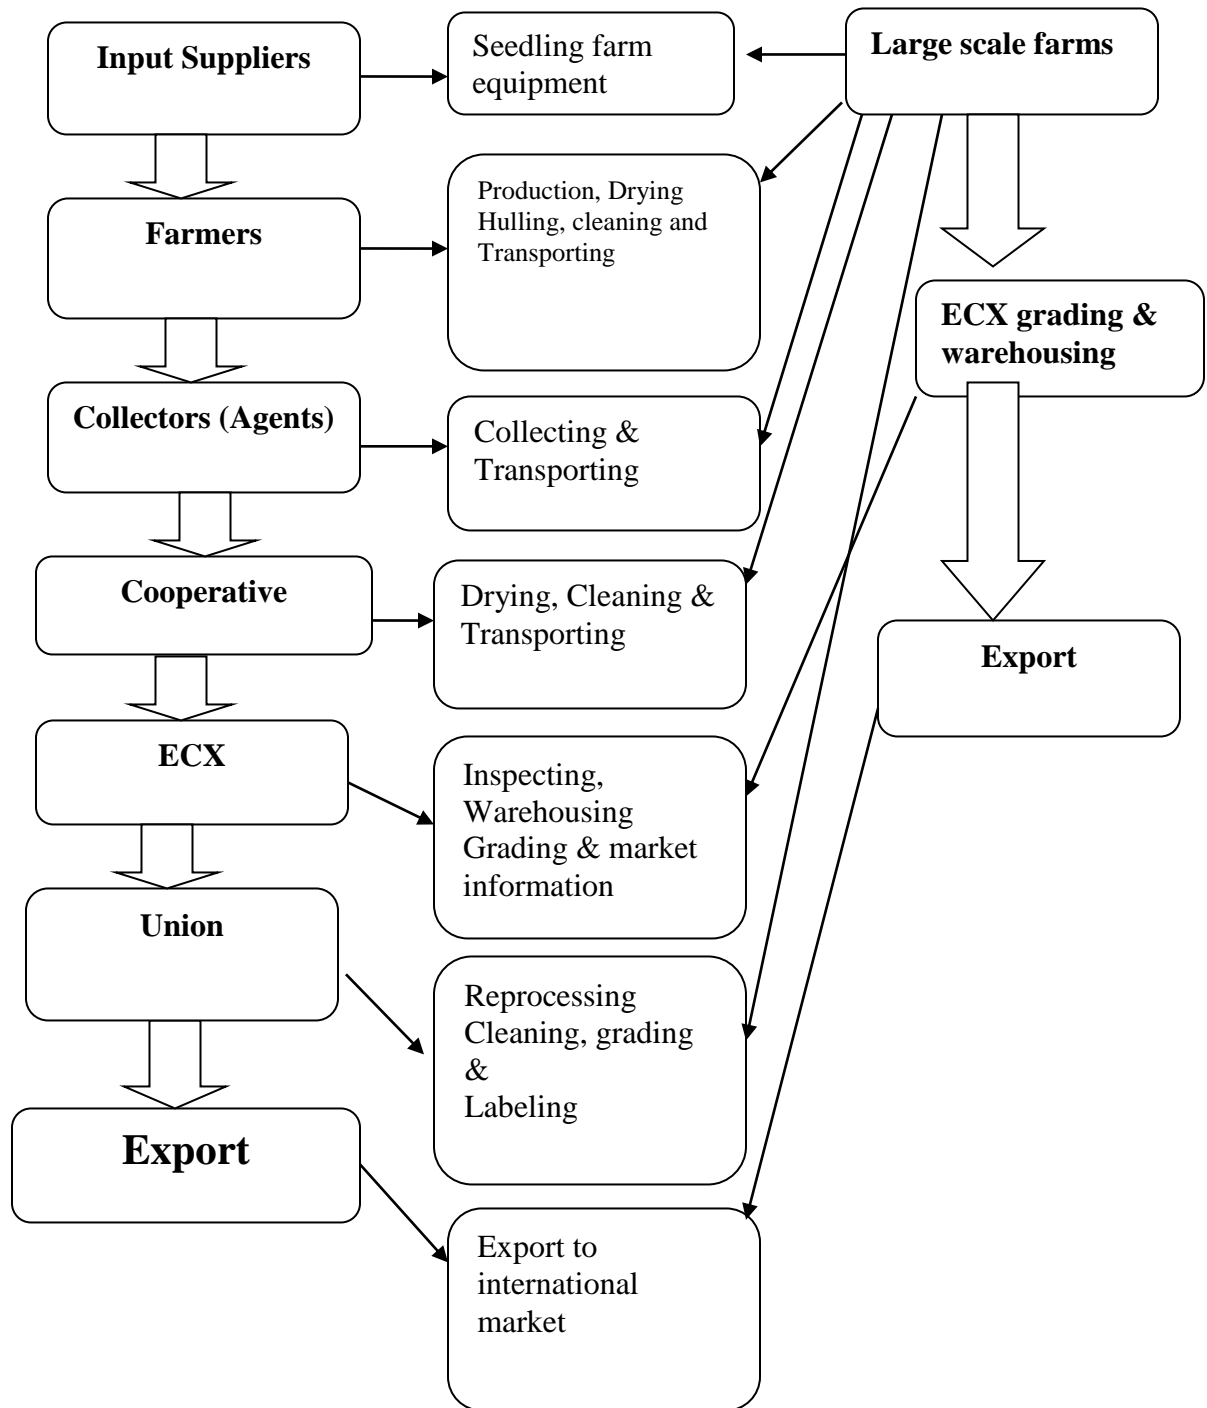 Input Suppliers
Seedling farm
equipment
Large scale farms
Farmers
Production, Drying
Hulling, cleaning and
Transporting
ECX grading &
warehousing
Collectors (Agents)
Collecting &
Transporting
Cooperative
Drying, Cleaning &
Transporting
Export
ECX
Inspecting,
Warehousing
Grading & market
information
Union
Reprocessing
Cleaning, grading
&
Labeling
Export
Export to
international
market